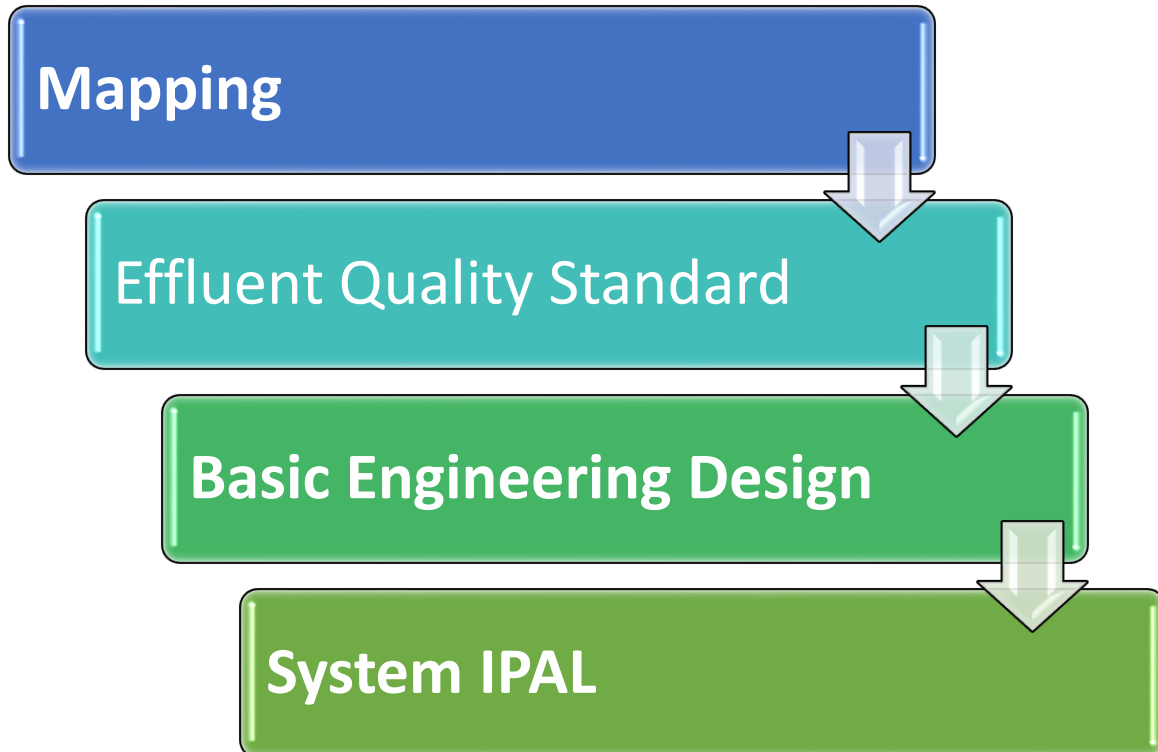 Mapping
Effluent Quality Standard
Basic Engineering Design
System IPAL